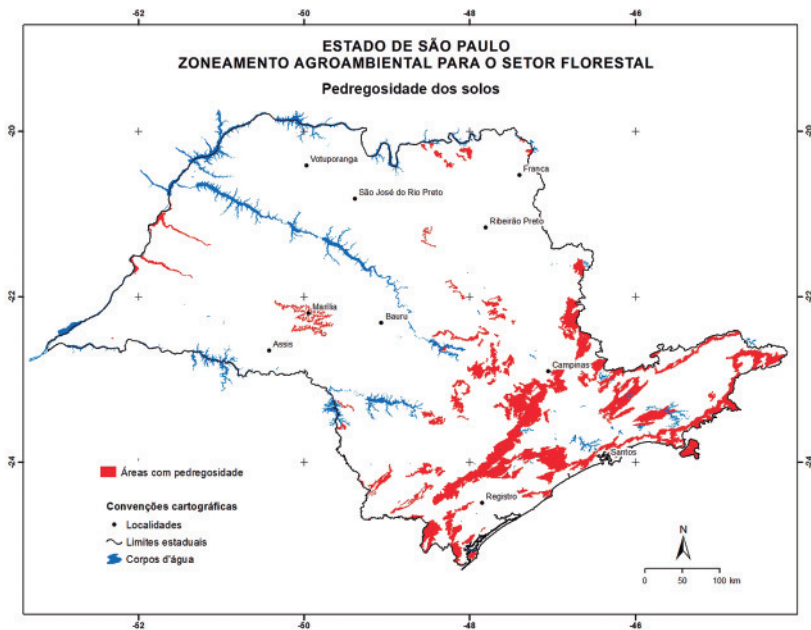 -52
-50
-48
-46
ESTADO DE SÃO PAULO
ZONEAMENTO AGROAMBIENTAL PARA O SETOR FLORESTAL
Pedregosidade dos solos
-20
-20
Votuporanga
Franca
São José do Rio Preto
Ribeirão Preto
-22
-22
Marília
Bauru
Assis
Campinas
-24
-24
Santos
Registro
Áreas com pedregosidade
Convenções cartográficas
Localidades
Limites estaduais
Corpos d'água
N
0 50 100 km
-52
-50
-48
-46